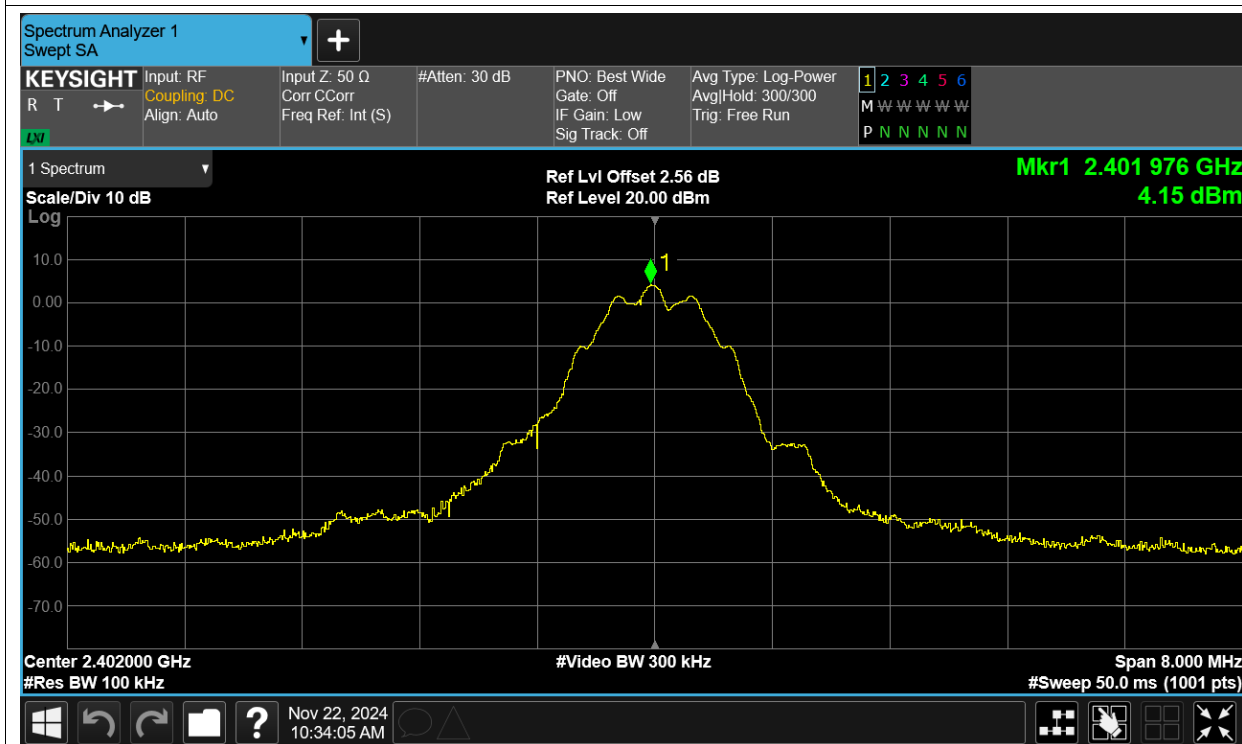 Spectrum Analyzer 1
Swept SA
+
KEYSIGHT
R T
LXI
Input: RF
Coupling: DC
Align: Auto
Input Z: 50 Ω
Corr CCorr
Freq Ref: Int (S)
#Atten: 30 dB
PNO: Best Wide
Gate: Off
IF Gain: Low
Sig Track: Off
Avg Type: Log-Power
Avg|Hold: 300/300
Trig: Free Run
1 2 3 4 5 6
M W W W W W
P N N N N N
1 Spectrum
Scale/Div 10 dB
Log
Ref Lvl Offset 2.56 dB
Ref Level 20.00 dBm
Mkr1 2.401 976 GHz
4.15 dBm
1
10.0
0.00
-10.0
-20.0
-30.0
-40.0
-50.0
-60.0
-70.0
Center 2.402000 GHz
#Res BW 100 kHz
#Video BW 300 kHz
Span 8.000 MHz
#Sweep 50.0 ms (1001 pts)
?
Nov 22, 2024
10:34:05 AM